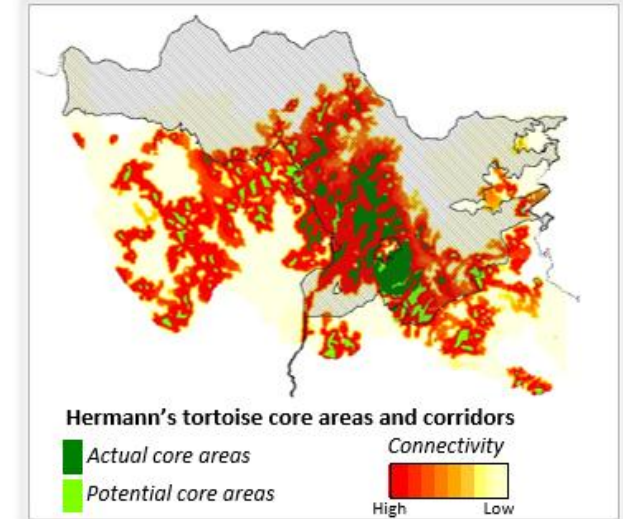 Hermann's tortoise core areas and corridors
Actual core areas
Potential core areas
Connectivity
High
Low